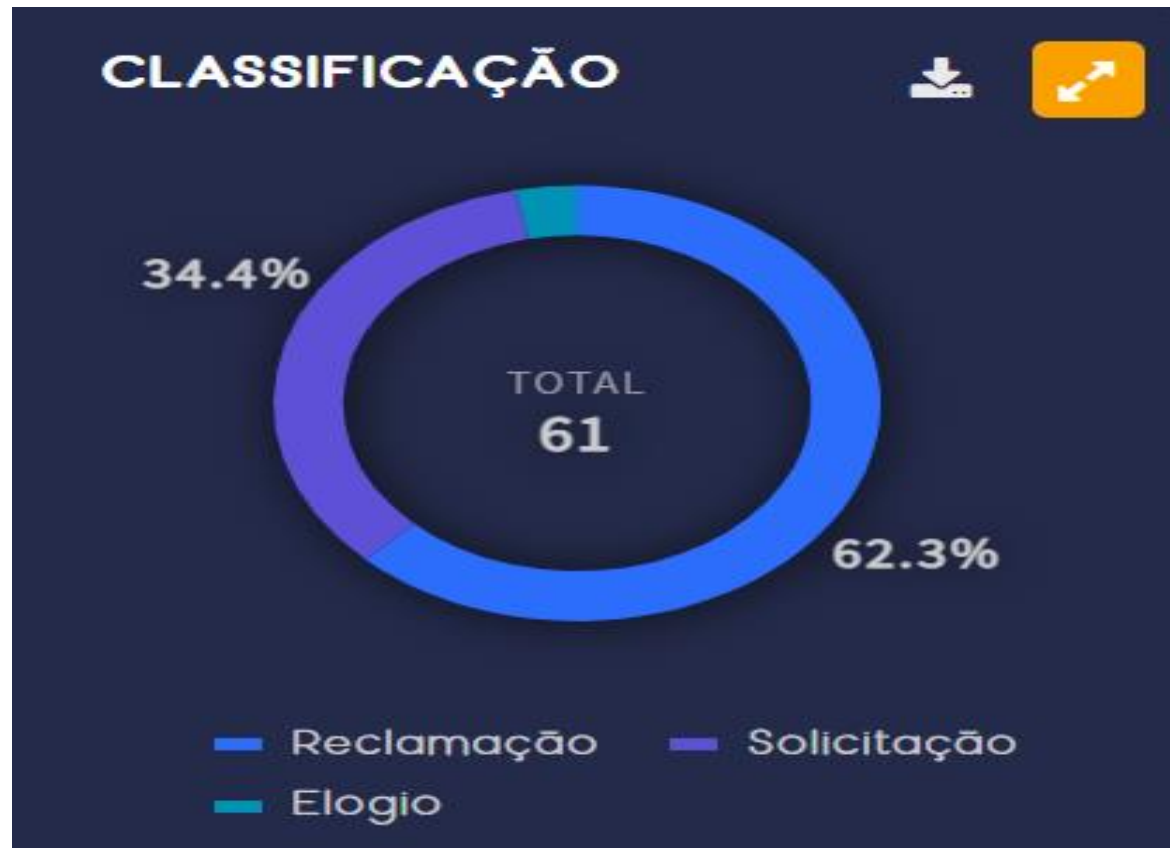 CLASSIFICAÇÃO
34.4%
TOTAL
61
62.3%
Reclamação
Solicitação
Elogio